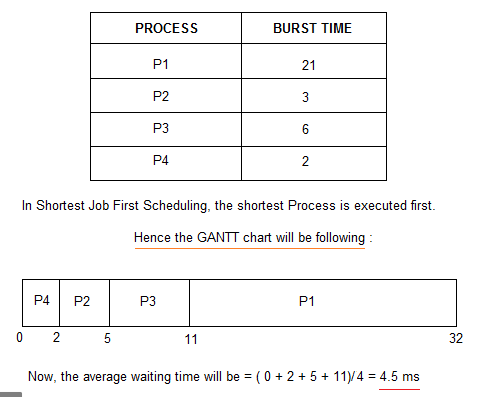 PROCESS BURST TIME
P1 21
P2 3
P3 6
P4 2
In Shortest Job First Scheduling, the shortest Process is executed first.
Hence the GANTT chart will be following :
P4 P2 P3 P1
0 2 5 11 32
Now, the average waiting time will be = ( 0 + 2 + 5 + 11)/4 = 4.5 ms